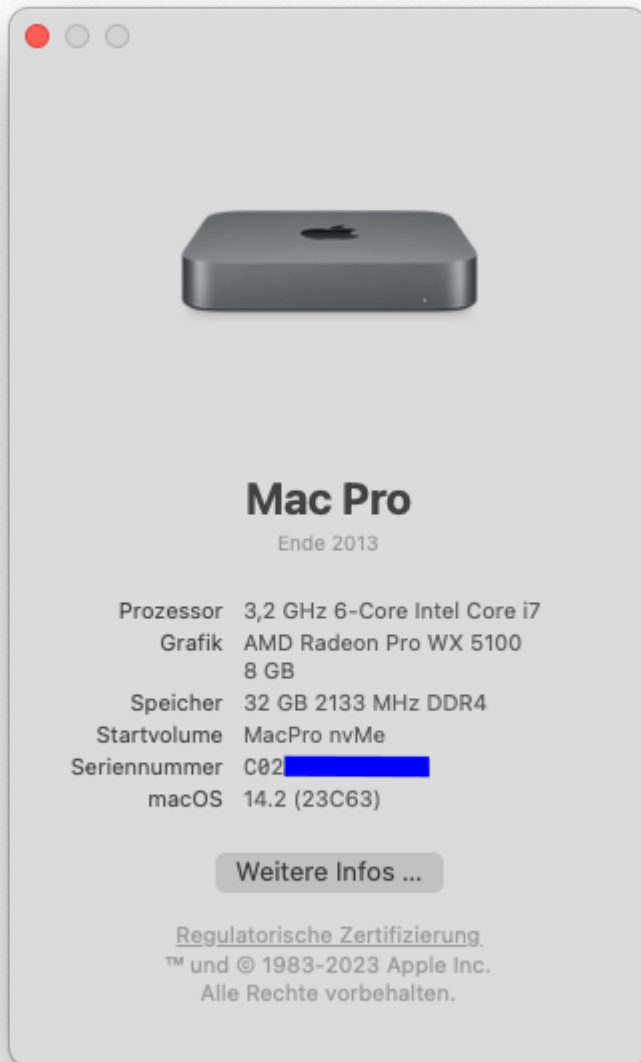 Mac Pro
Ende 2013
Prozessor 3,2 GHz 6-Core Intel Core i7
Grafik AMD Radeon Pro WX 5100
8 GB
Speicher 32 GB 2133 MHz DDR4
Startvolume MacPro nvMe
Seriennummer C02
macOS 14.2 (23C63)
Weitere Infos ...
Regulatorische Zertifizierung
™ und © 1983-2023 Apple Inc.
Alle Rechte vorbehalten.